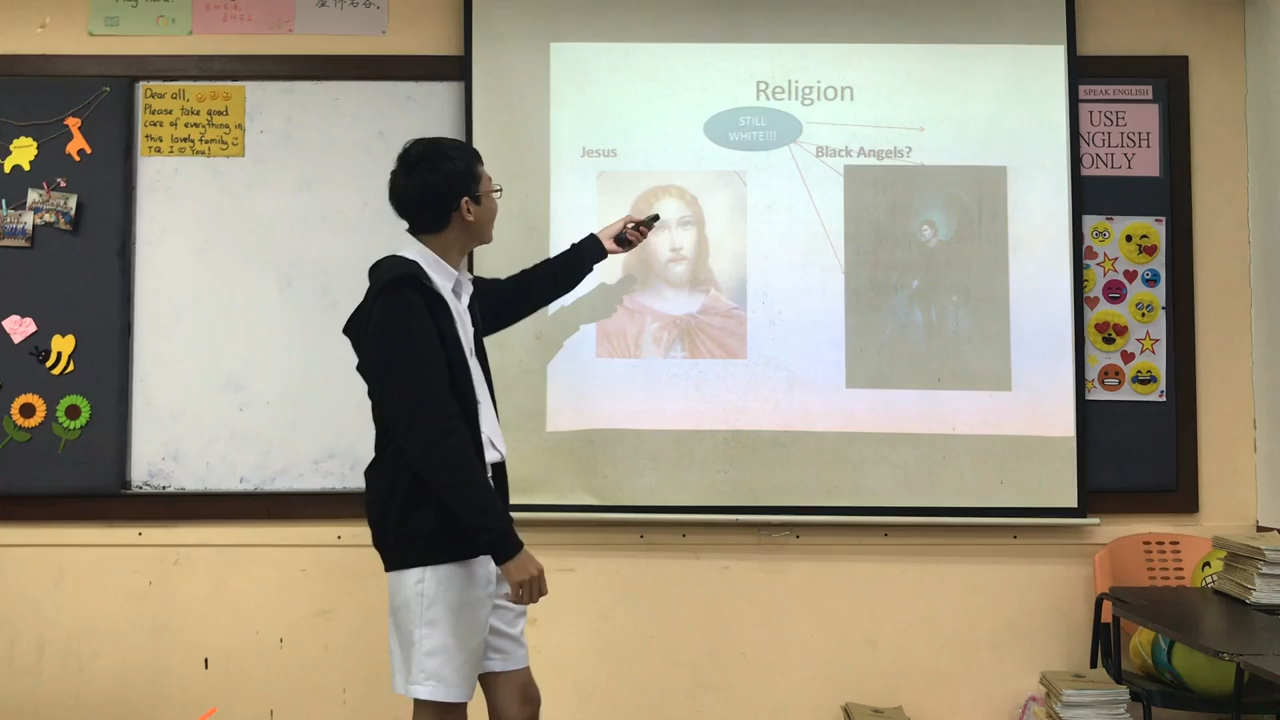 Dear all,
Please take good
care of everything in
this lovely family
TQ I You!
Religion
STILL
WHITE!!!
Jesus
Black Angels?
SPEAK ENGLISH
USE
NGLISH
ONLY